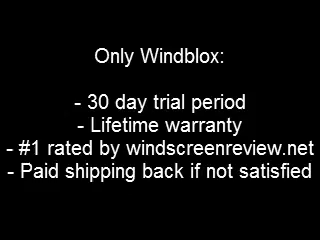 Only Windblox:
- 30 day trial period
- Lifetime warranty
- #1 rated by windscreenreview.net
- Paid shipping back if not satisfied